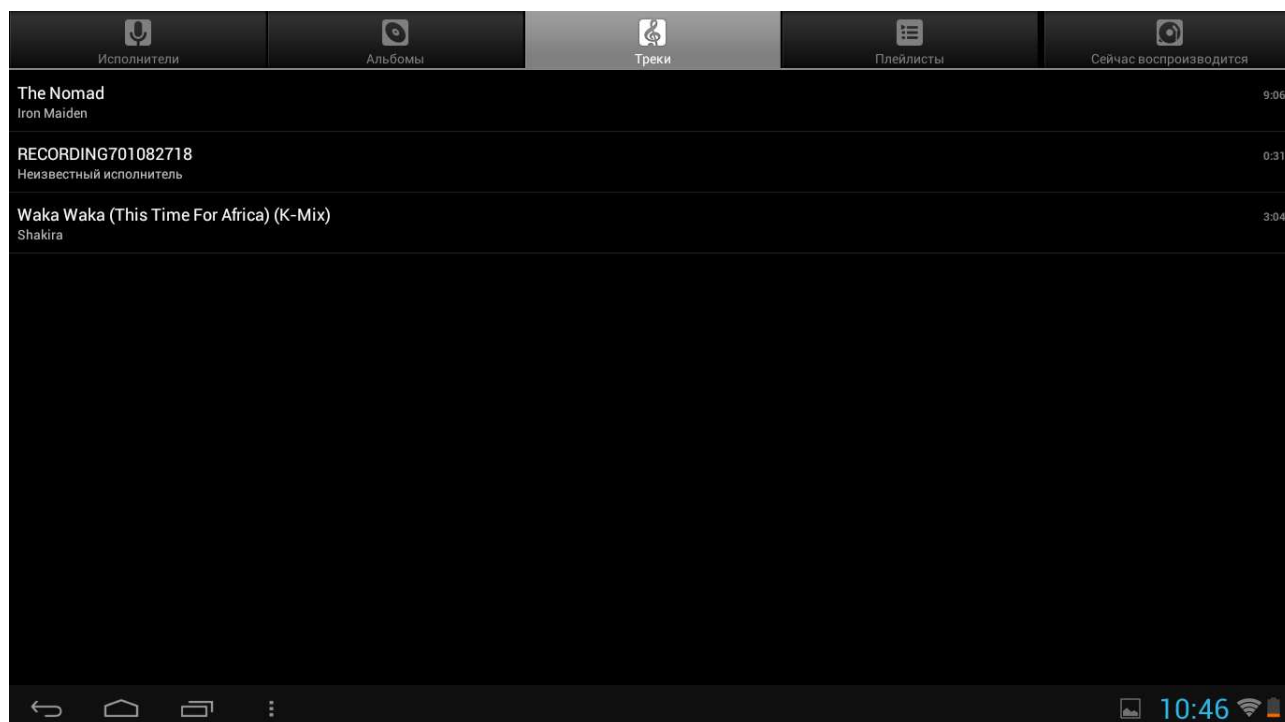 Исполнители
Альбомы
Треки
Плейлисты
Сейчас воспроизводится
The Nomad
9:06
Iron Maiden
RECORDING701082718
0:31
Неизвестный исполнитель
Waka Waka (This Time For Africa) (K-Mix)
3:04
Shakira
10:46